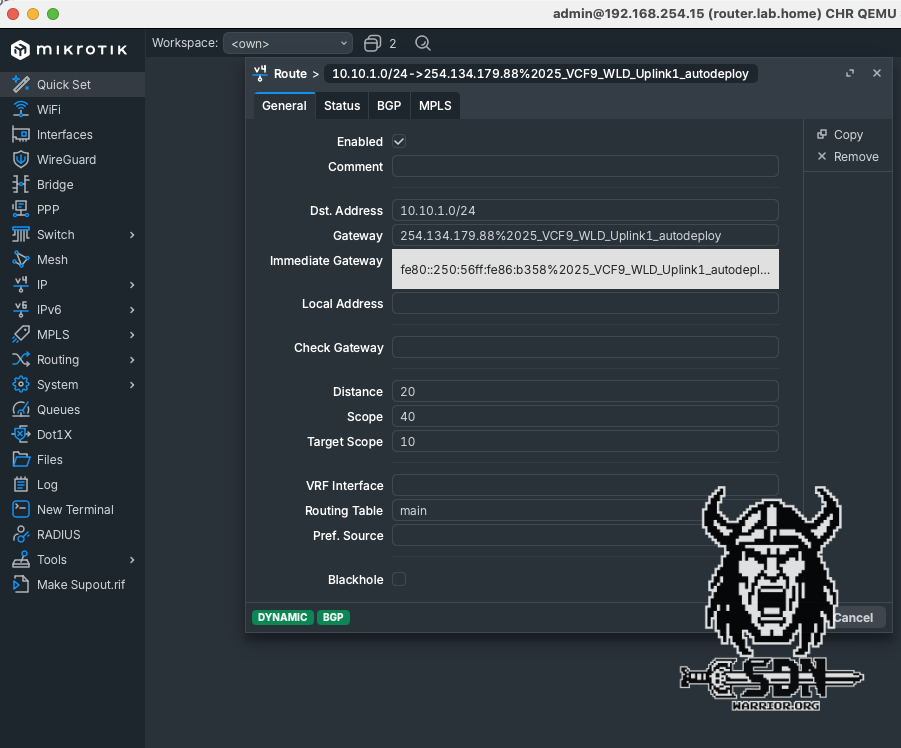 admin@192.168.254.15 (router.lab.home) CHR QEMU
MIKROTIK
Workspace: <own> 2
Quick Set
WiFi
Interfaces
WireGuard
Bridge
PPP
Switch
Mesh
IP
IPv6
MPLS
Routing
System
Queues
Dot1X
Files
Log
New Terminal
RADIUS
Tools
Make Supout.rif
v4 Route > 10.10.1.0/24->254.134.179.88%2025_VCF9_WLD_Uplink1_autodeploy
General Status BGP MPLS
Enabled
Comment
Dst. Address 10.10.1.0/24
Gateway 254.134.179.88%2025_VCF9_WLD_Uplink1_autodeploy
Immediate Gateway fe80::250:56ff:fe86:b358%2025_VCF9_WLD_Uplink1_autodepl...
Local Address
Check Gateway
Distance 20
Scope 40
Target Scope 10
VRF Interface
Routing Table main
Pref. Source
Blackhole
DYNAMIC BGP
Copy
Remove
Cancel
SDN
WARRIOR.ORG